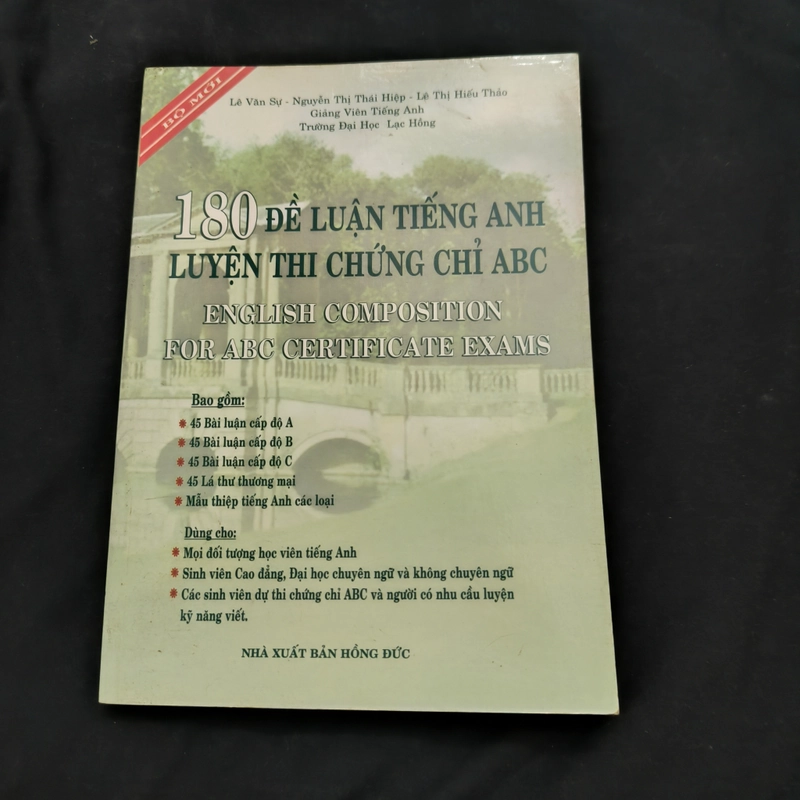 BỘ MỚI
Lê Văn Sự - Nguyễn Thị Thái Hiệp - Lê Thị Hiếu Thảo
Giảng Viên Tiếng Anh
Trường Đại Học Lạc Hồng
180 ĐỀ LUẬN TIẾNG ANH
LUYỆN THI CHỨNG CHỈ ABC
ENGLISH COMPOSITION
FOR ABC CERTIFICATE EXAMS
Bao gồm:
45 Bài luận cấp độ A
45 Bài luận cấp độ B
45 Bài luận cấp độ C
45 Lá thư thương mại
Mẫu thiệp tiếng Anh các loại
Dùng cho:
Mọi đối tượng học viên tiếng Anh
Sinh viên Cao đẳng, Đại học chuyên ngữ và không chuyên ngữ
Các sinh viên dự thi chứng chỉ ABC và người có nhu cầu luyện
kỹ năng viết.
NHÀ XUẤT BẢN HỒNG ĐỨC